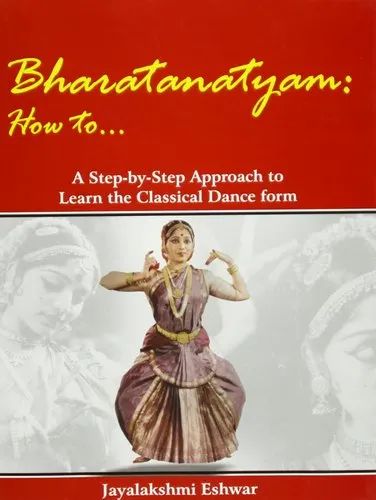 Bharatanatyam:
How to...
A Step-by-Step Approach to
Learn the Classical Dance form
Jayalakshmi Eshwar